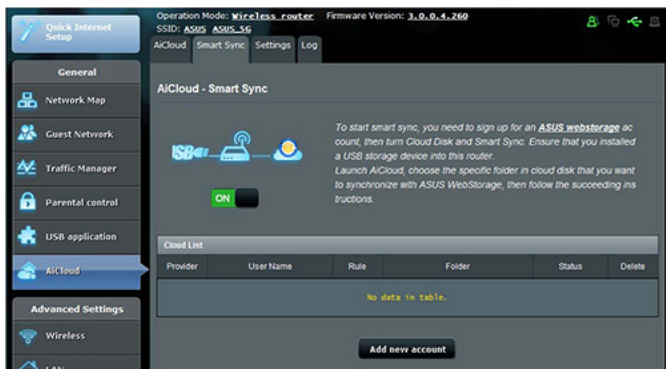 Quick Internet
Setup
Operation Mode: Wireless router Firmware Version: 3.0.0.4.260
SSID: ASUS ASUS_5G
AiCloud Smart Sync Settings Log
General
Network Map
Guest Network
Traffic Manager
Parental control
USB application
AiCloud
Advanced Settings
Wireless
LAN
AiCloud - Smart Sync
To start smart sync, you need to sign up for an ASUS webstorage ac
count, then turn Cloud Disk and Smart Sync. Ensure that you installed
a USB storage device into this router.
Launch AiCloud, choose the specific folder in cloud disk that you want
to synchronize with ASUS WebStorage, then follow the succeeding ins
tructions.
USB
ON
Cloud List
Provider User Name Rule Folder Status Delete
No data in table.
Add new account